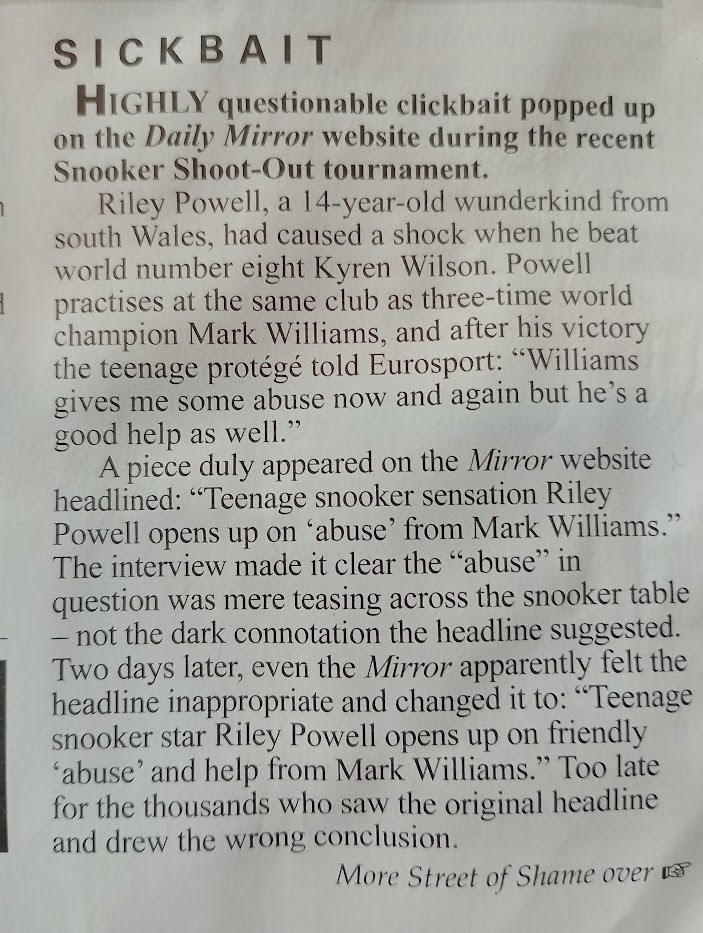 SICKBAIT
HIGHLY questionable clickbait popped up
on the Daily Mirror website during the recent
Snooker Shoot-Out tournament.
Riley Powell, a 14-year-old wunderkind from
south Wales, had caused a shock when he beat
world number eight Kyren Wilson. Powell
practises at the same club as three-time world
champion Mark Williams, and after his victory
the teenage protégé told Eurosport: “Williams
gives me some abuse now and again but he’s a
good help as well.”
A piece duly appeared on the Mirror website
headlined: “Teenage snooker sensation Riley
Powell opens up on ‘abuse’ from Mark Williams.”
The interview made it clear the “abuse” in
question was mere teasing across the snooker table
– not the dark connotation the headline suggested.
Two days later, even the Mirror apparently felt the
headline inappropriate and changed it to: “Teenage
snooker star Riley Powell opens up on friendly
‘abuse’ and help from Mark Williams.” Too late
for the thousands who saw the original headline
and drew the wrong conclusion.
More Street of Shame over ☞